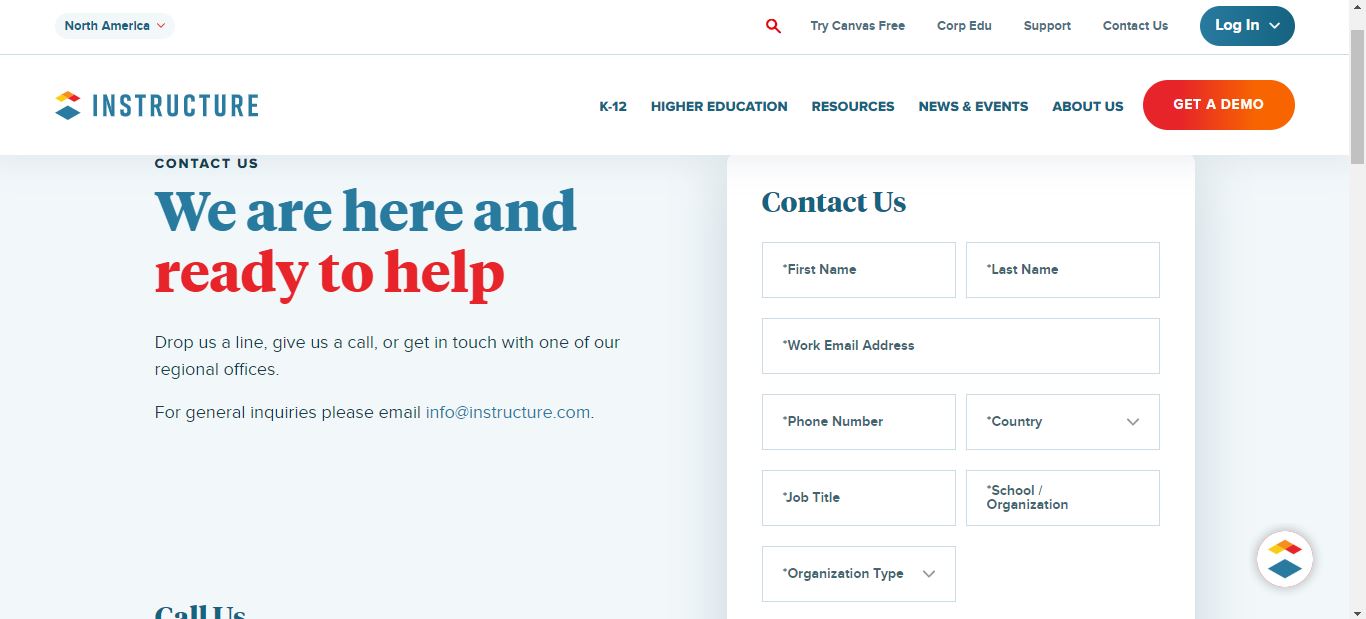 North America
Try Canvas Free
Corp Edu
Support
Contact Us
Log In
INSTRUCTURE
K-12
HIGHER EDUCATION
RESOURCES
NEWS & EVENTS
ABOUT US
GET A DEMO
CONTACT US
We are here and
ready to help
Drop us a line, give us a call, or get in touch with one of our
regional offices.
For general inquiries please email info@instructure.com.
Call Us
Contact Us
*First Name
*Last Name
*Work Email Address
*Phone Number
*Country
*Job Title
*School /
Organization
*Organization Type